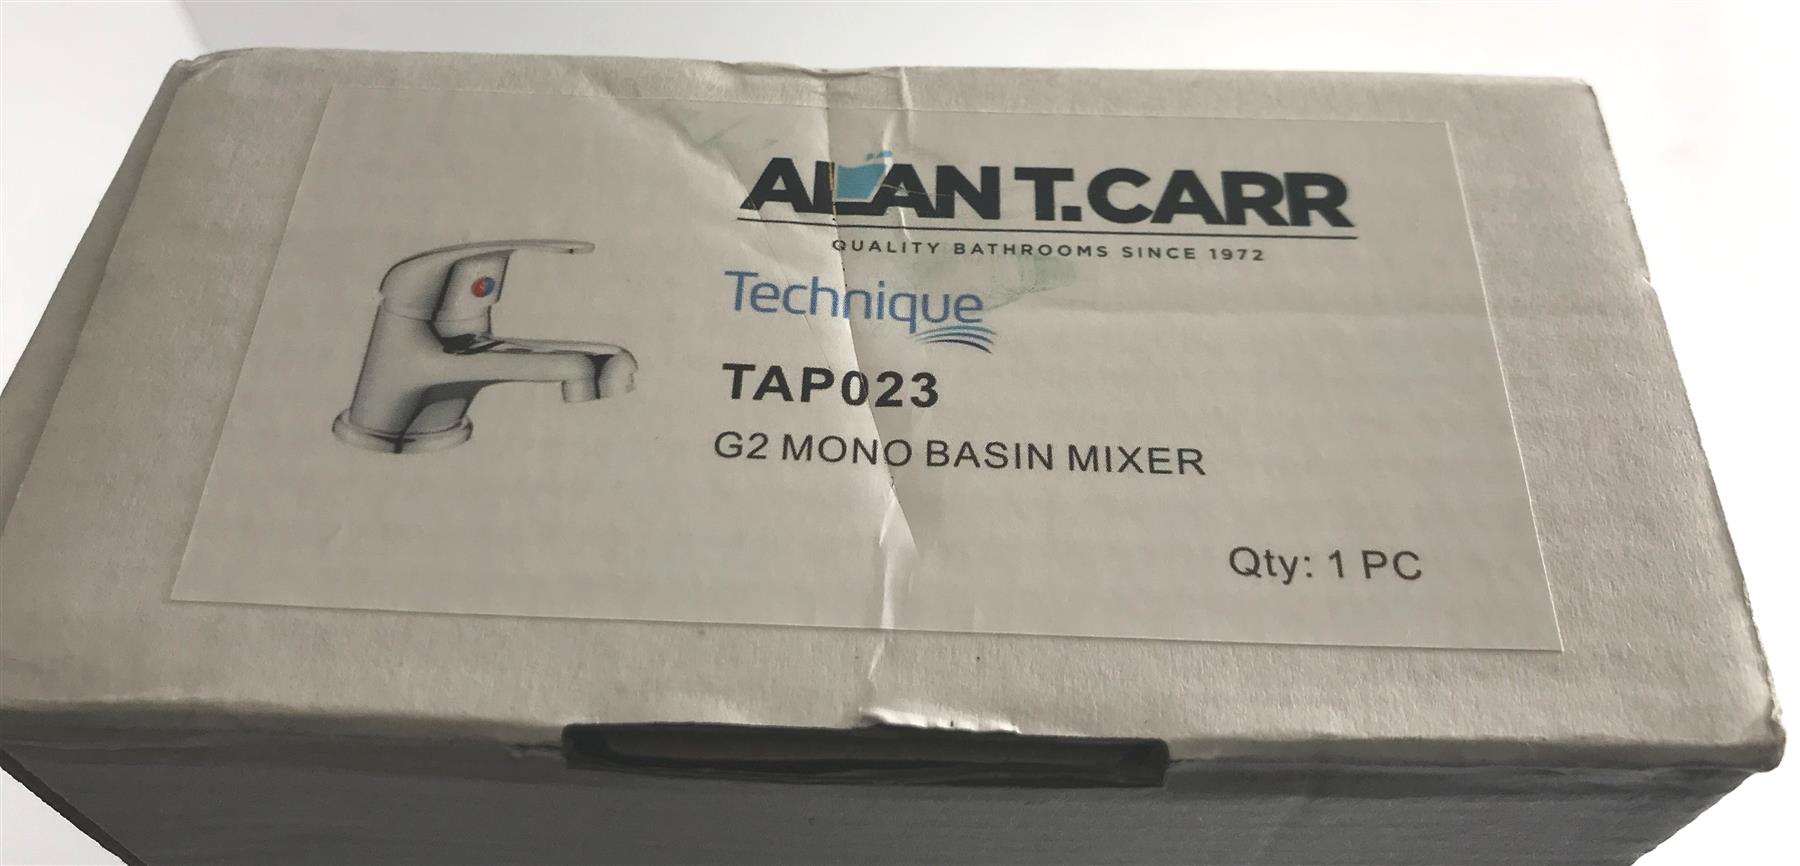 ALAN T.CARR
QUALITY BATHROOMS SINCE 1972
Technique
TAP023
G2 MONO BASIN MIXER
Qty: 1 PC